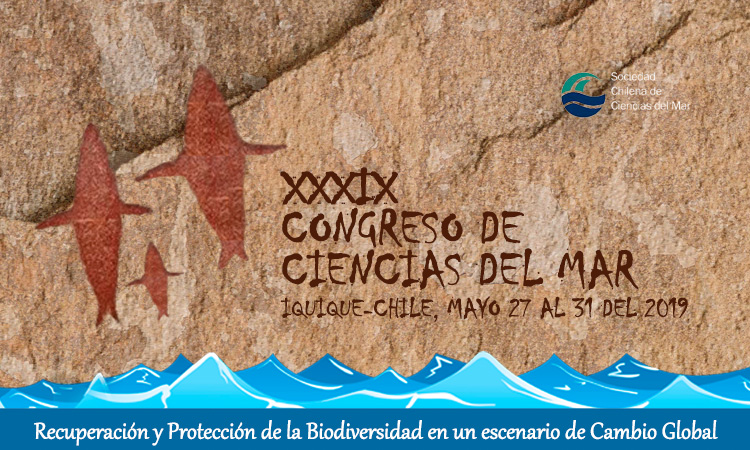 Sociedad
Chilena de
Ciencias del Mar
XXXIX
CONGRESO DE
CIENCIAS DEL MAR
IQUIQUE-CHILE, MAYO 27 AL 31 DEL 2019
Recuperación y Protección de la Biodiversidad en un escenario de Cambio Global